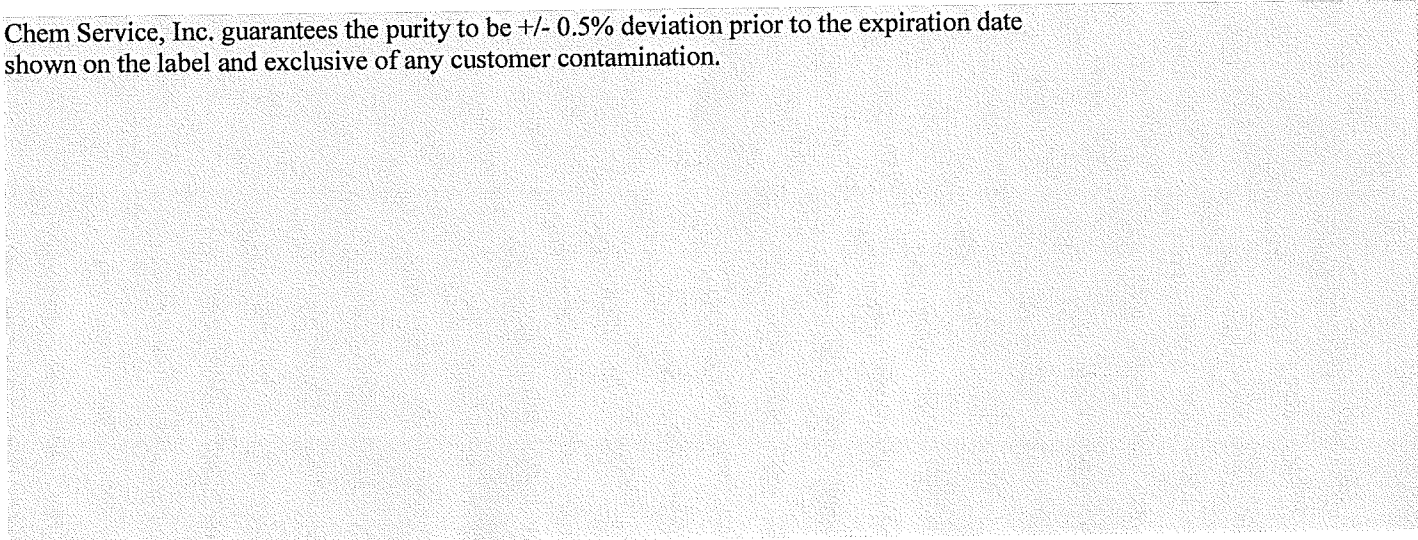 Chem Service, Inc. guarantees the purity to be +/- 0.5% deviation prior to the expiration date
shown on the label and exclusive of any customer contamination.